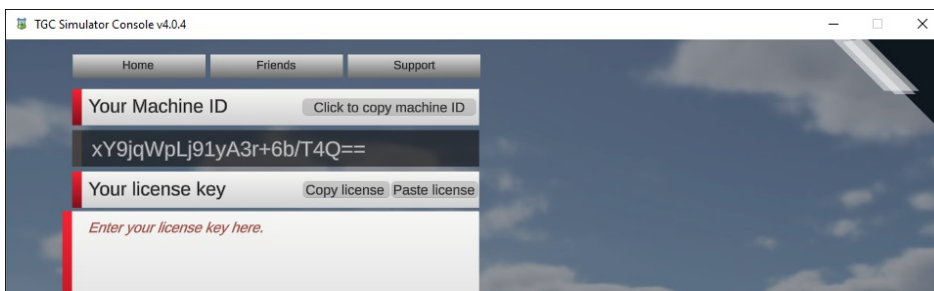 TGC Simulator Console v4.0.4
Home Friends Support
Your Machine ID Click to copy machine ID
xY9jqWpLj91yA3r+6b/T4Q==
Your license key Copy license Paste license
Enter your license key here.